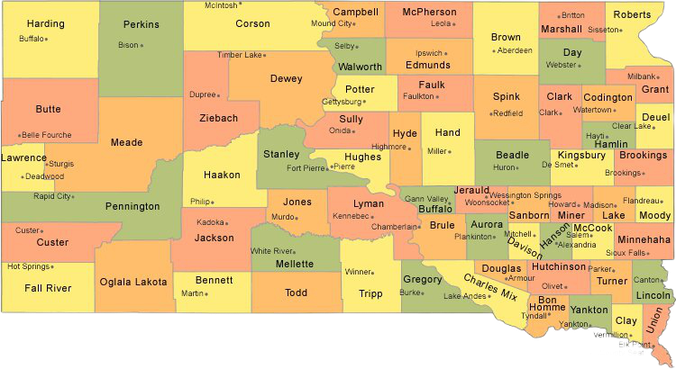 McIntosh
Harding
Buffalo
Perkins
Bison
Corson
Campbell
Mound City
McPherson
Leola
Brown
Aberdeen
Britton
Marshall
Sisseton
Roberts
Selby
Walworth
Ipswich
Edmunds
Day
Webster
Timber Lake
Dewey
Potter
Gettysburg
Faulk
Faulkton
Milbank
Grant
Butte
Belle Fourche
Dupree
Ziebach
Spink
Redfield
Clark
Clark
Codington
Watertown
Meade
Sully
Onida
Hyde
Highmore
Hand
Miller
Deuel
Clear Lake
Hayti
Hamlin
Lawrence
Sturgis
Deadwood
Haakon
Philip
Stanley
Fort Pierre
Hughes
Pierre
Beadle
Huron
Kingsbury
De Smet
Brookings
Brookings
Rapid City
Pennington
Jones
Murdo
Lyman
Kennebec
Chamberlain
Gann Valley
Buffalo
Jerauld
Wessington Springs
Woonsocket
Sanborn
Howard
Miner
Madison
Lake
Flandreau
Moody
Custer
Custer
Kadoka
Jackson
White River
Mellette
Brule
Aurora
Plankinton
Mitchell
Davison
Hanson
Alexandria
McCook
Salem
Minnehaha
Sioux Falls
Hot Springs
Fall River
Oglala Lakota
Bennett
Martin
Todd
Winner
Tripp
Gregory
Burke
Lake Andes
Charles Mix
Douglas
Armour
Hutchinson
Olivet
Parker
Turner
Canton
Lincoln
Bon
Homme
Tyndall
Yankton
Yankton
Clay
Vermillion
Union
Elk Point